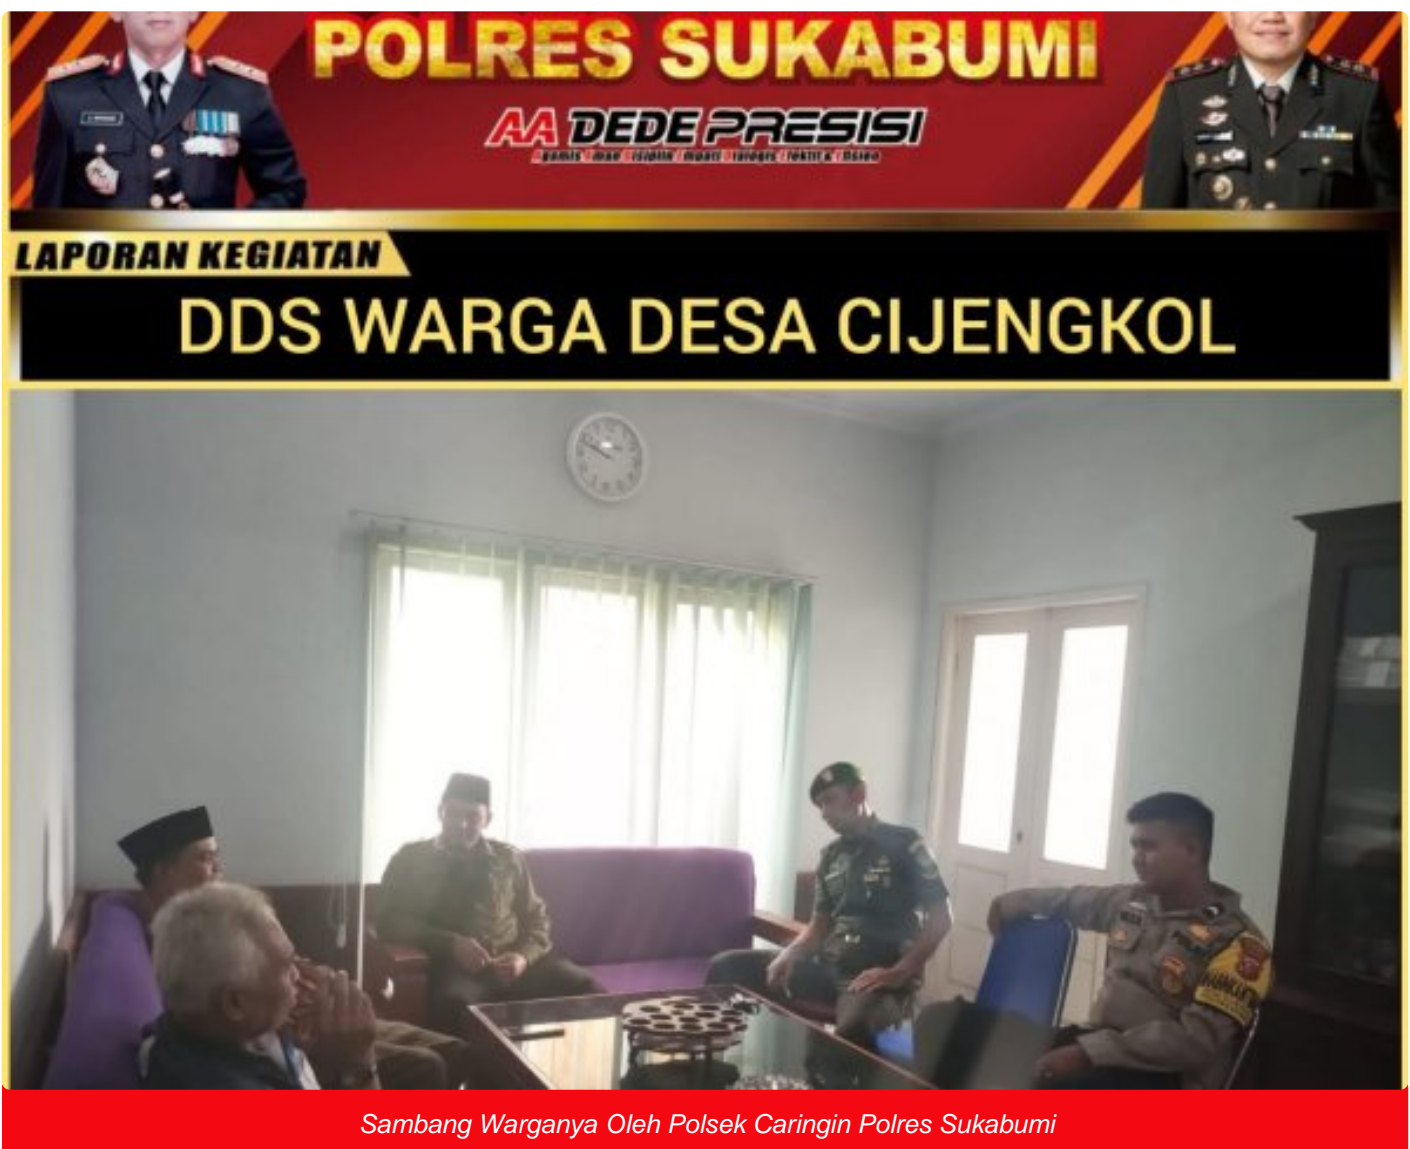 POLRES SUKABUMI
AA DEDE PRESISI
LAPORAN KEGIATAN
DDS WARGA DESA CIJENGKOL
Sambang Warganya Oleh Polsek Caringin Polres Sukabumi